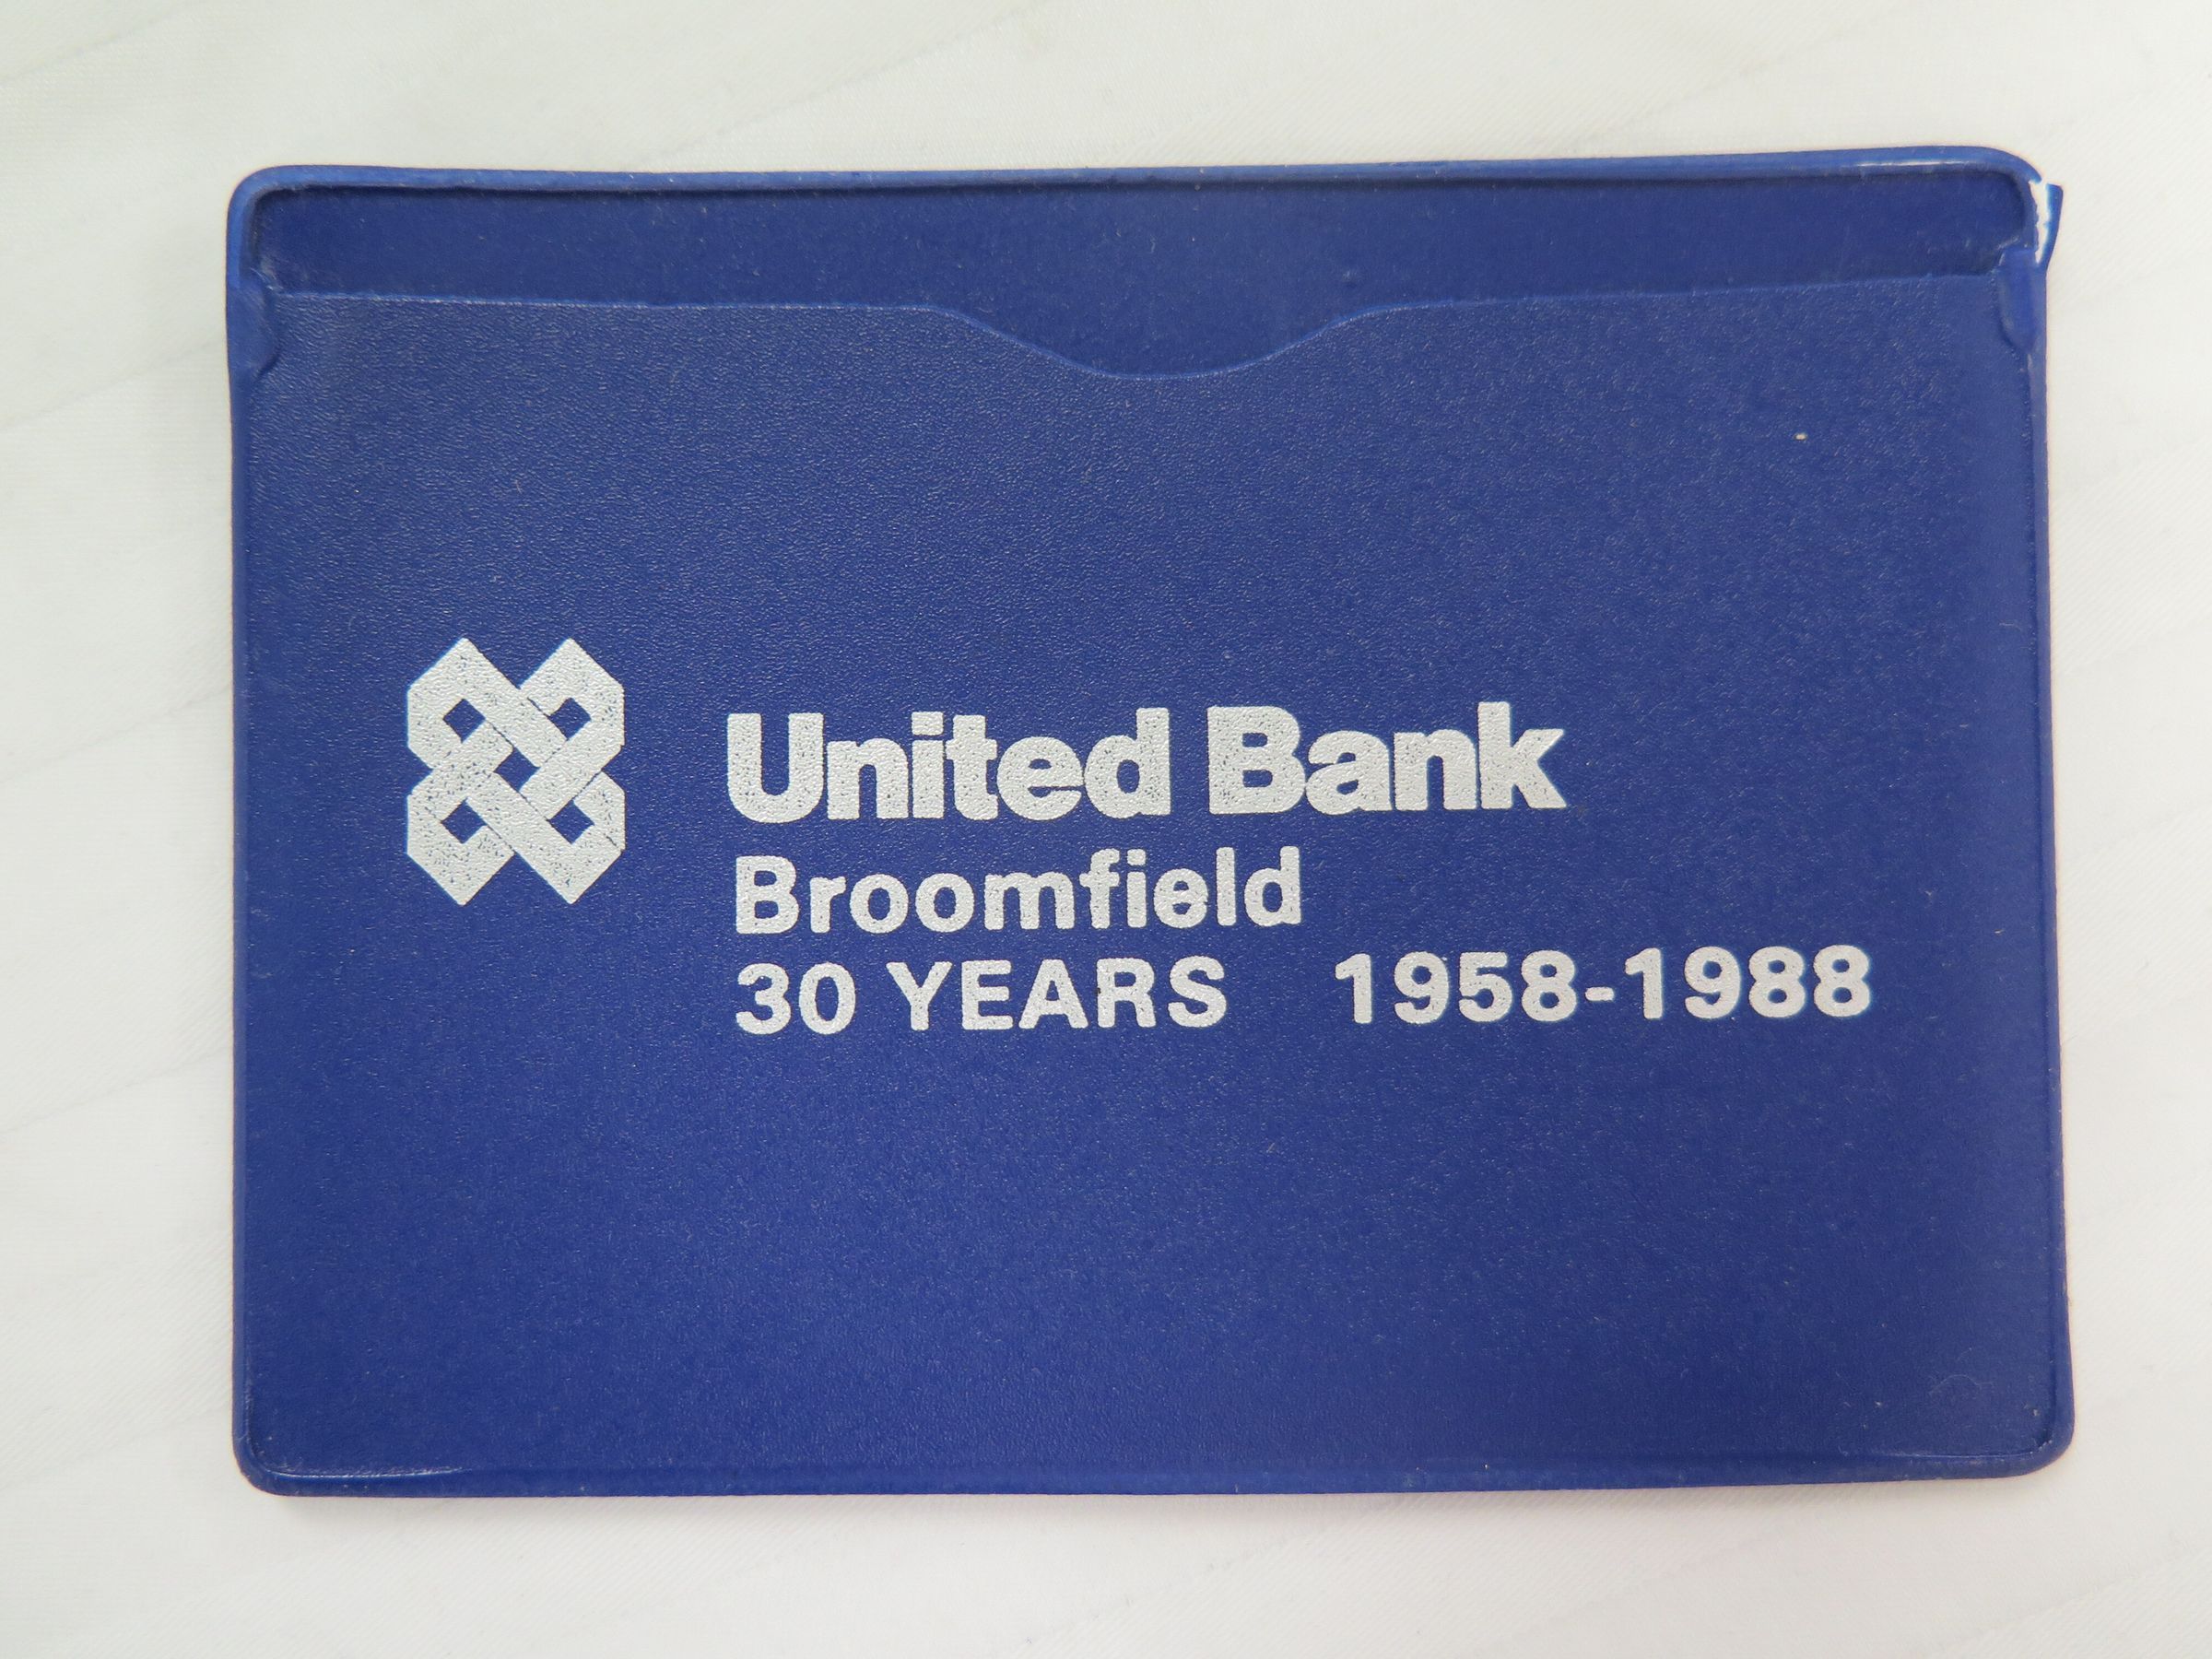 United Bank
Broomfield
30 YEARS 1958-1988